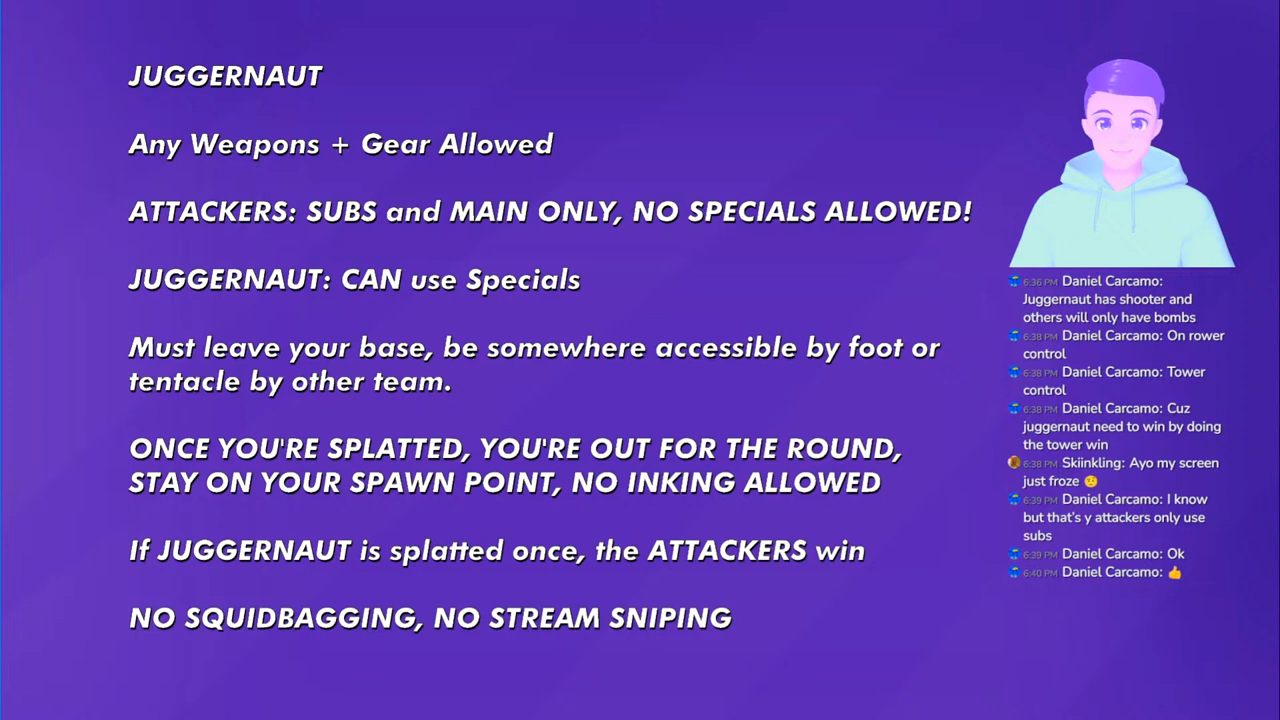 JUGGERNAUT
Any Weapons + Gear Allowed
ATTACKERS: SUBS and MAIN ONLY, NO SPECIALS ALLOWED!
JUGGERNAUT: CAN use Specials
Must leave your base, be somewhere accessible by foot or
tentacle by other team.
ONCE YOU'RE SPLATTED, YOU'RE OUT FOR THE ROUND,
STAY ON YOUR SPAWN POINT, NO INKING ALLOWED
If JUGGERNAUT is splatted once, the ATTACKERS win
NO SQUIDBAGGING, NO STREAM SNIPING
6:36 PM Daniel Carcamo:
Juggernaut has shooter and
others will only have bombs
6:38 PM Daniel Carcamo: On rower
control
6:38 PM Daniel Carcamo: Tower
control
6:38 PM Daniel Carcamo: Cuz
juggernaut need to win by doing
the tower win
6:38 PM Skiinkling: Ayo my screen
just froze 🤨
6:39 PM Daniel Carcamo: I know
but that's y attackers only use
subs
6:39 PM Daniel Carcamo: Ok
6:40 PM Daniel Carcamo: 👍